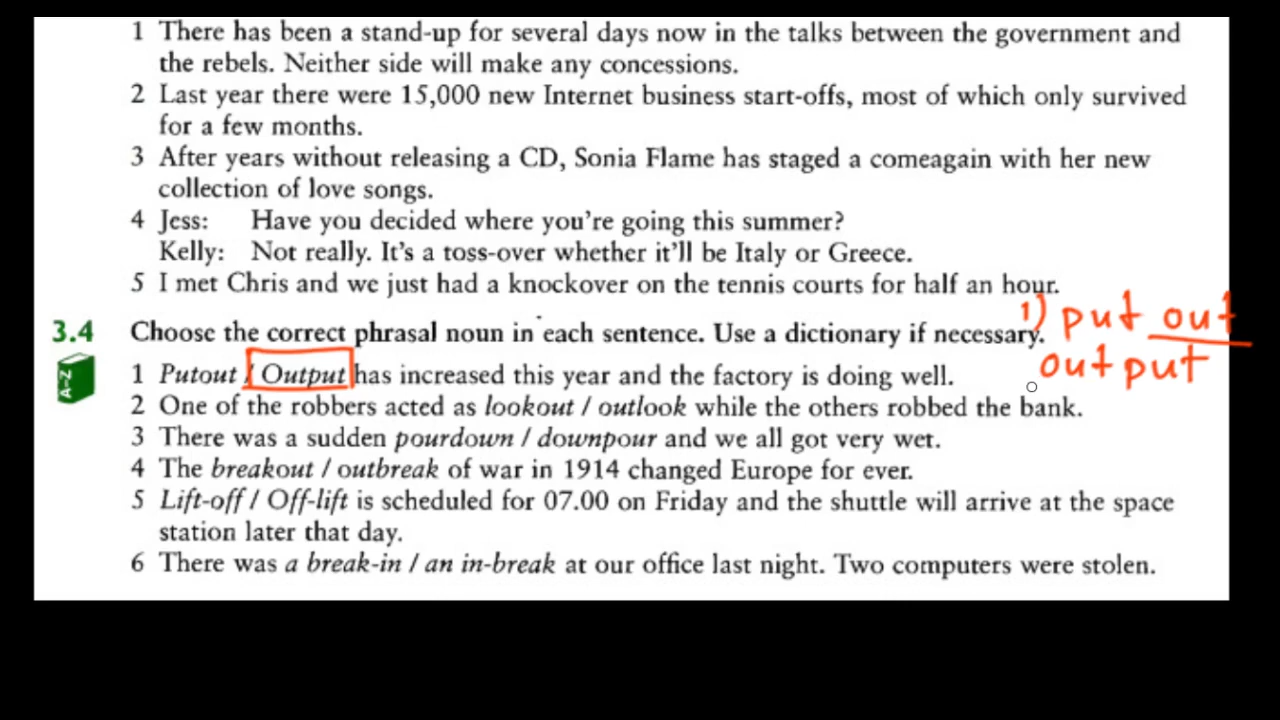 1 There has been a stand-up for several days now in the talks between the government and
the rebels. Neither side will make any concessions.
2 Last year there were 15,000 new Internet business start-offs, most of which only survived
for a few months.
3 After years without releasing a CD, Sonia Flame has staged a comeagain with her new
collection of love songs.
4 Jess: Have you decided where you're going this summer?
Kelly: Not really. It's a toss-over whether it'll be Italy or Greece.
5 I met Chris and we just had a knockover on the tennis courts for half an hour.
1) put out
3.4 Choose the correct phrasal noun in each sentence. Use a dictionary if necessary.
output
A-Z
1 Putout / Output has increased this year and the factory is doing well.
2 One of the robbers acted as lookout / outlook while the others robbed the bank.
3 There was a sudden pourdown / downpour and we all got very wet.
4 The breakout / outbreak of war in 1914 changed Europe for ever.
5 Lift-off / Off-lift is scheduled for 07.00 on Friday and the shuttle will arrive at the space
station later that day.
6 There was a break-in / an in-break at our office last night. Two computers were stolen.